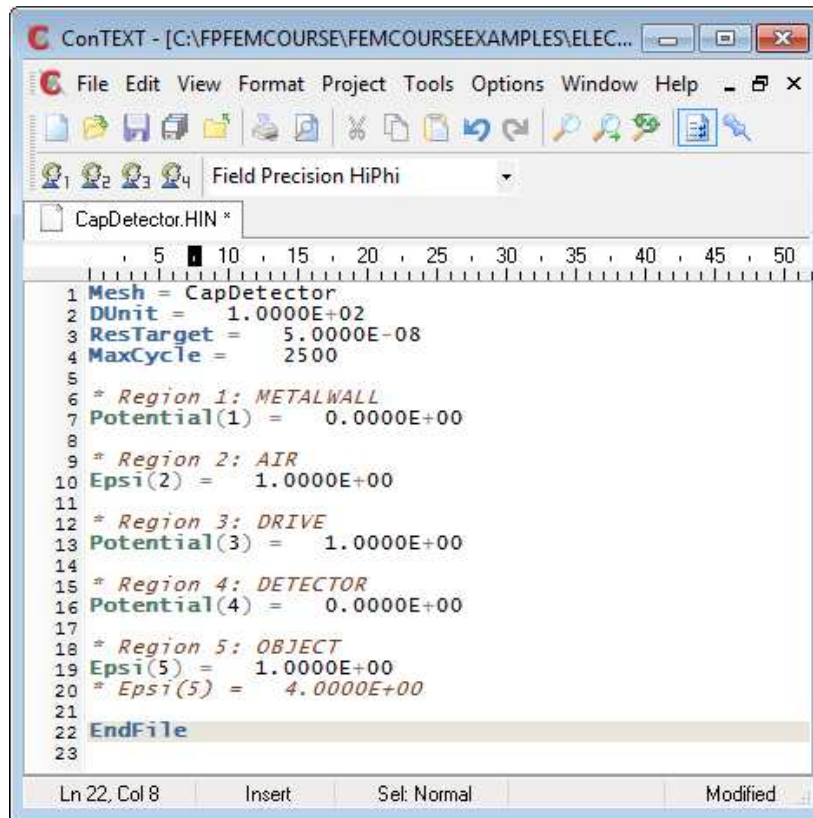 ConTEXT - [C:\FPFEMCOURSE\FEMCOURSEEXAMPLES\ELEC...
File Edit View Format Project Tools Options Window Help
1 2 3 4 Field Precision HiPhi
CapDetector.HIN *
5 10 15 20 25 30 35 40 45 50
1 Mesh = CapDetector
2 DUnit = 1.0000E+02
3 ResTarget = 5.0000E-08
4 MaxCycle = 2500
5
6 * Region 1: METALWALL
7 Potential(1) = 0.0000E+00
8
9 * Region 2: AIR
10 Epsi(2) = 1.0000E+00
11
12 * Region 3: DRIVE
13 Potential(3) = 1.0000E+00
14
15 * Region 4: DETECTOR
16 Potential(4) = 0.0000E+00
17
18 * Region 5: OBJECT
19 Epsi(5) = 1.0000E+00
20 * Epsi(5) = 4.0000E+00
21
22 EndFile
23
Ln 22, Col 8 Insert Sel: Normal Modified